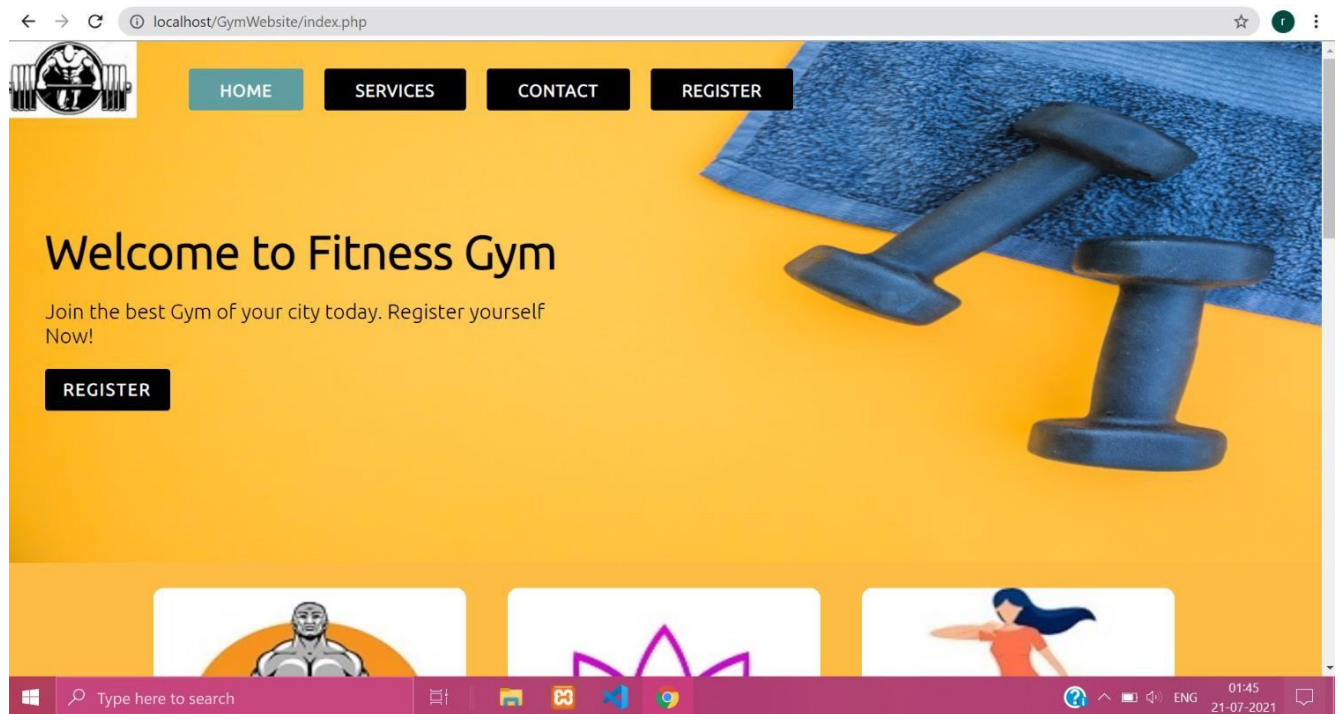 localhost/GymWebsite/index.php
r
HOME SERVICES CONTACT REGISTER
Welcome to Fitness Gym
Join the best Gym of your city today. Register yourself
Now!
REGISTER
Type here to search
ENG
01:45
21-07-2021